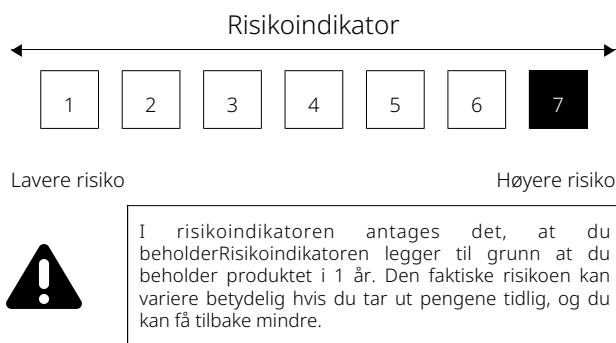 Risikoindikator
1 2 3 4 5 6 7
Lavere risiko Høyere risiko
I risikoindikatoren antages det, at du
beholderRisikoindikatoren legger til grunn at du
beholder produktet i 1 år. Den faktiske risikoen kan
variere betydelig hvis du tar ut pengene tidlig, og du
kan få tilbake mindre.